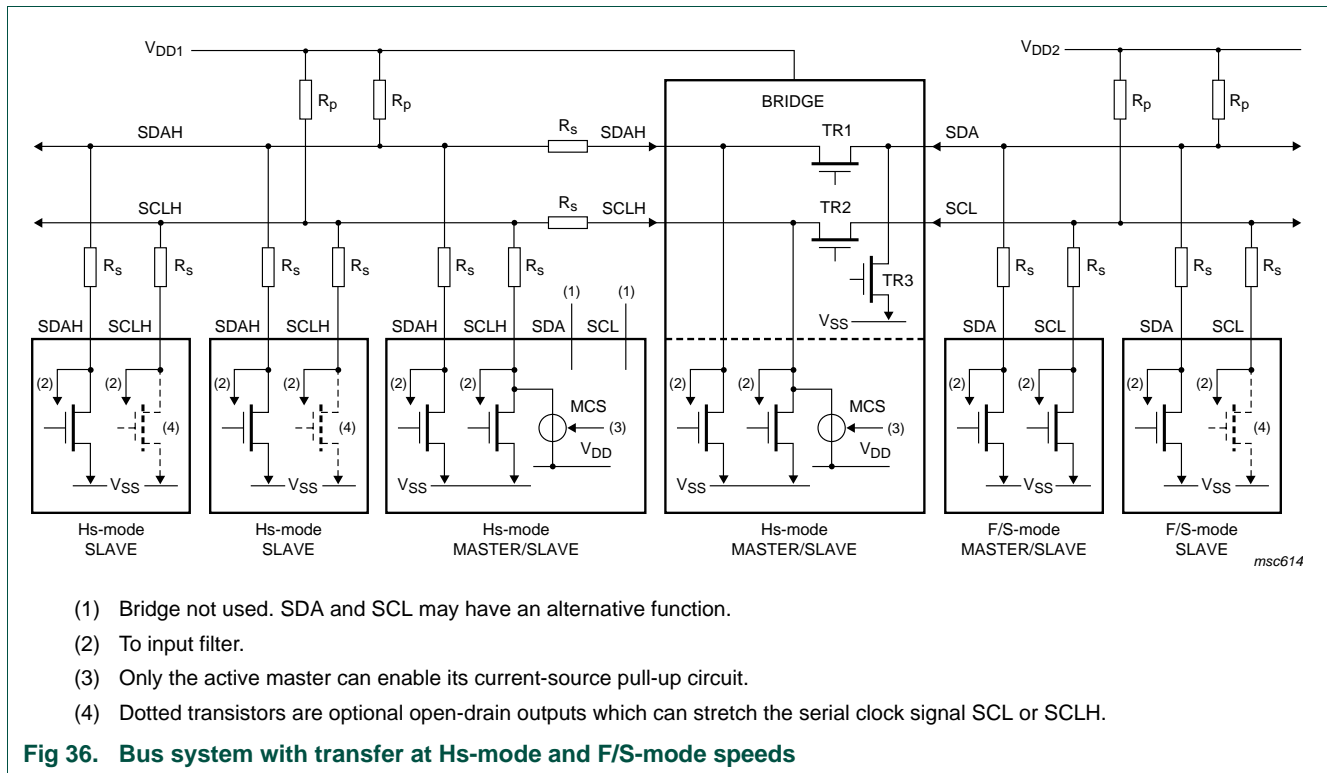 VDD1
VDD2
Rp Rp BRIDGE Rp Rp
SDAH Rs SDAH TR1 SDA
SCLH Rs SCLH TR2 SCL
Rs Rs Rs Rs Rs Rs TR3 Rs Rs Rs Rs
(1) (1)
VSS
SDAH SCLH SDAH SCLH SDAH SCLH SDA SCL SDA SCL SDA SCL
(2) (2) (2) (2) (2) (2) (2) (2) (2) (2) (2) (2)
MCS MCS
(4) (4) (3) (3) (4)
VDD VDD
VSS VSS VSS VSS VSS VSS
Hs-mode Hs-mode Hs-mode Hs-mode F/S-mode F/S-mode
SLAVE SLAVE MASTER/SLAVE MASTER/SLAVE MASTER/SLAVE SLAVE
msc614
(1) Bridge not used. SDA and SCL may have an alternative function.
(2) To input filter.
(3) Only the active master can enable its current-source pull-up circuit.
(4) Dotted transistors are optional open-drain outputs which can stretch the serial clock signal SCL or SCLH.
Fig 36. Bus system with transfer at Hs-mode and F/S-mode speeds